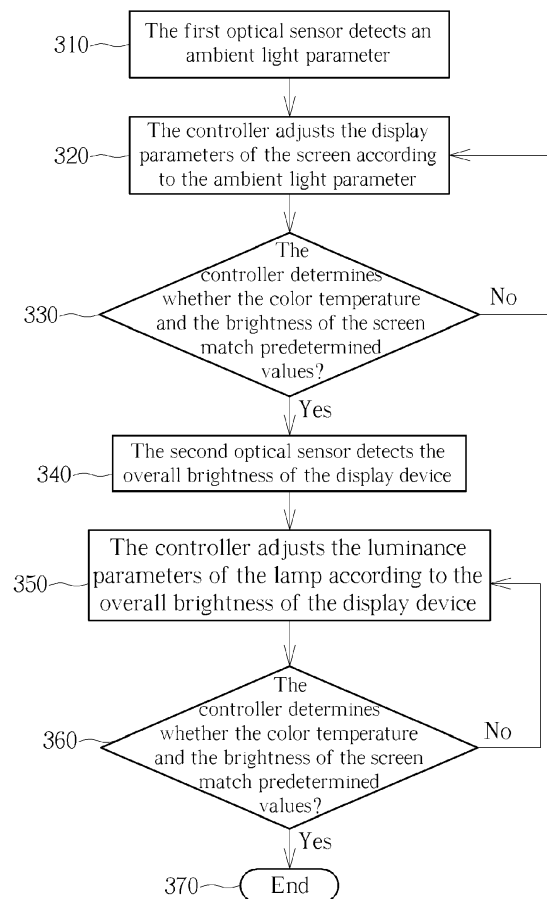 310
The first optical sensor detects an
ambient light parameter
320
The controller adjusts the display
parameters of the screen according
to the ambient light parameter
330
The
controller determines
whether the color temperature
and the brightness of the screen
match predetermined
values?
No
Yes
340
The second optical sensor detects the
overall brightness of the display device
350
The controller adjusts the luminance
parameters of the lamp according to the
overall brightness of the display device
360
The
controller determines
whether the color temperature
and the brightness of the screen
match predetermined
values?
No
Yes
370
End